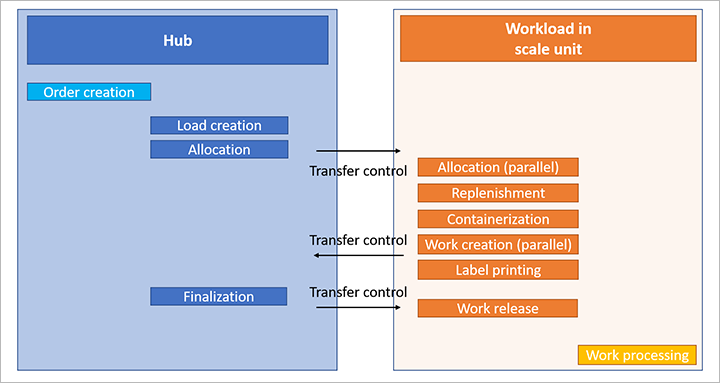 Hub
Workload in
scale unit
Order creation
Load creation
Allocation
Transfer control
Allocation (parallel)
Replenishment
Containerization
Transfer control
Work creation (parallel)
Label printing
Finalization
Transfer control
Work release
Work processing